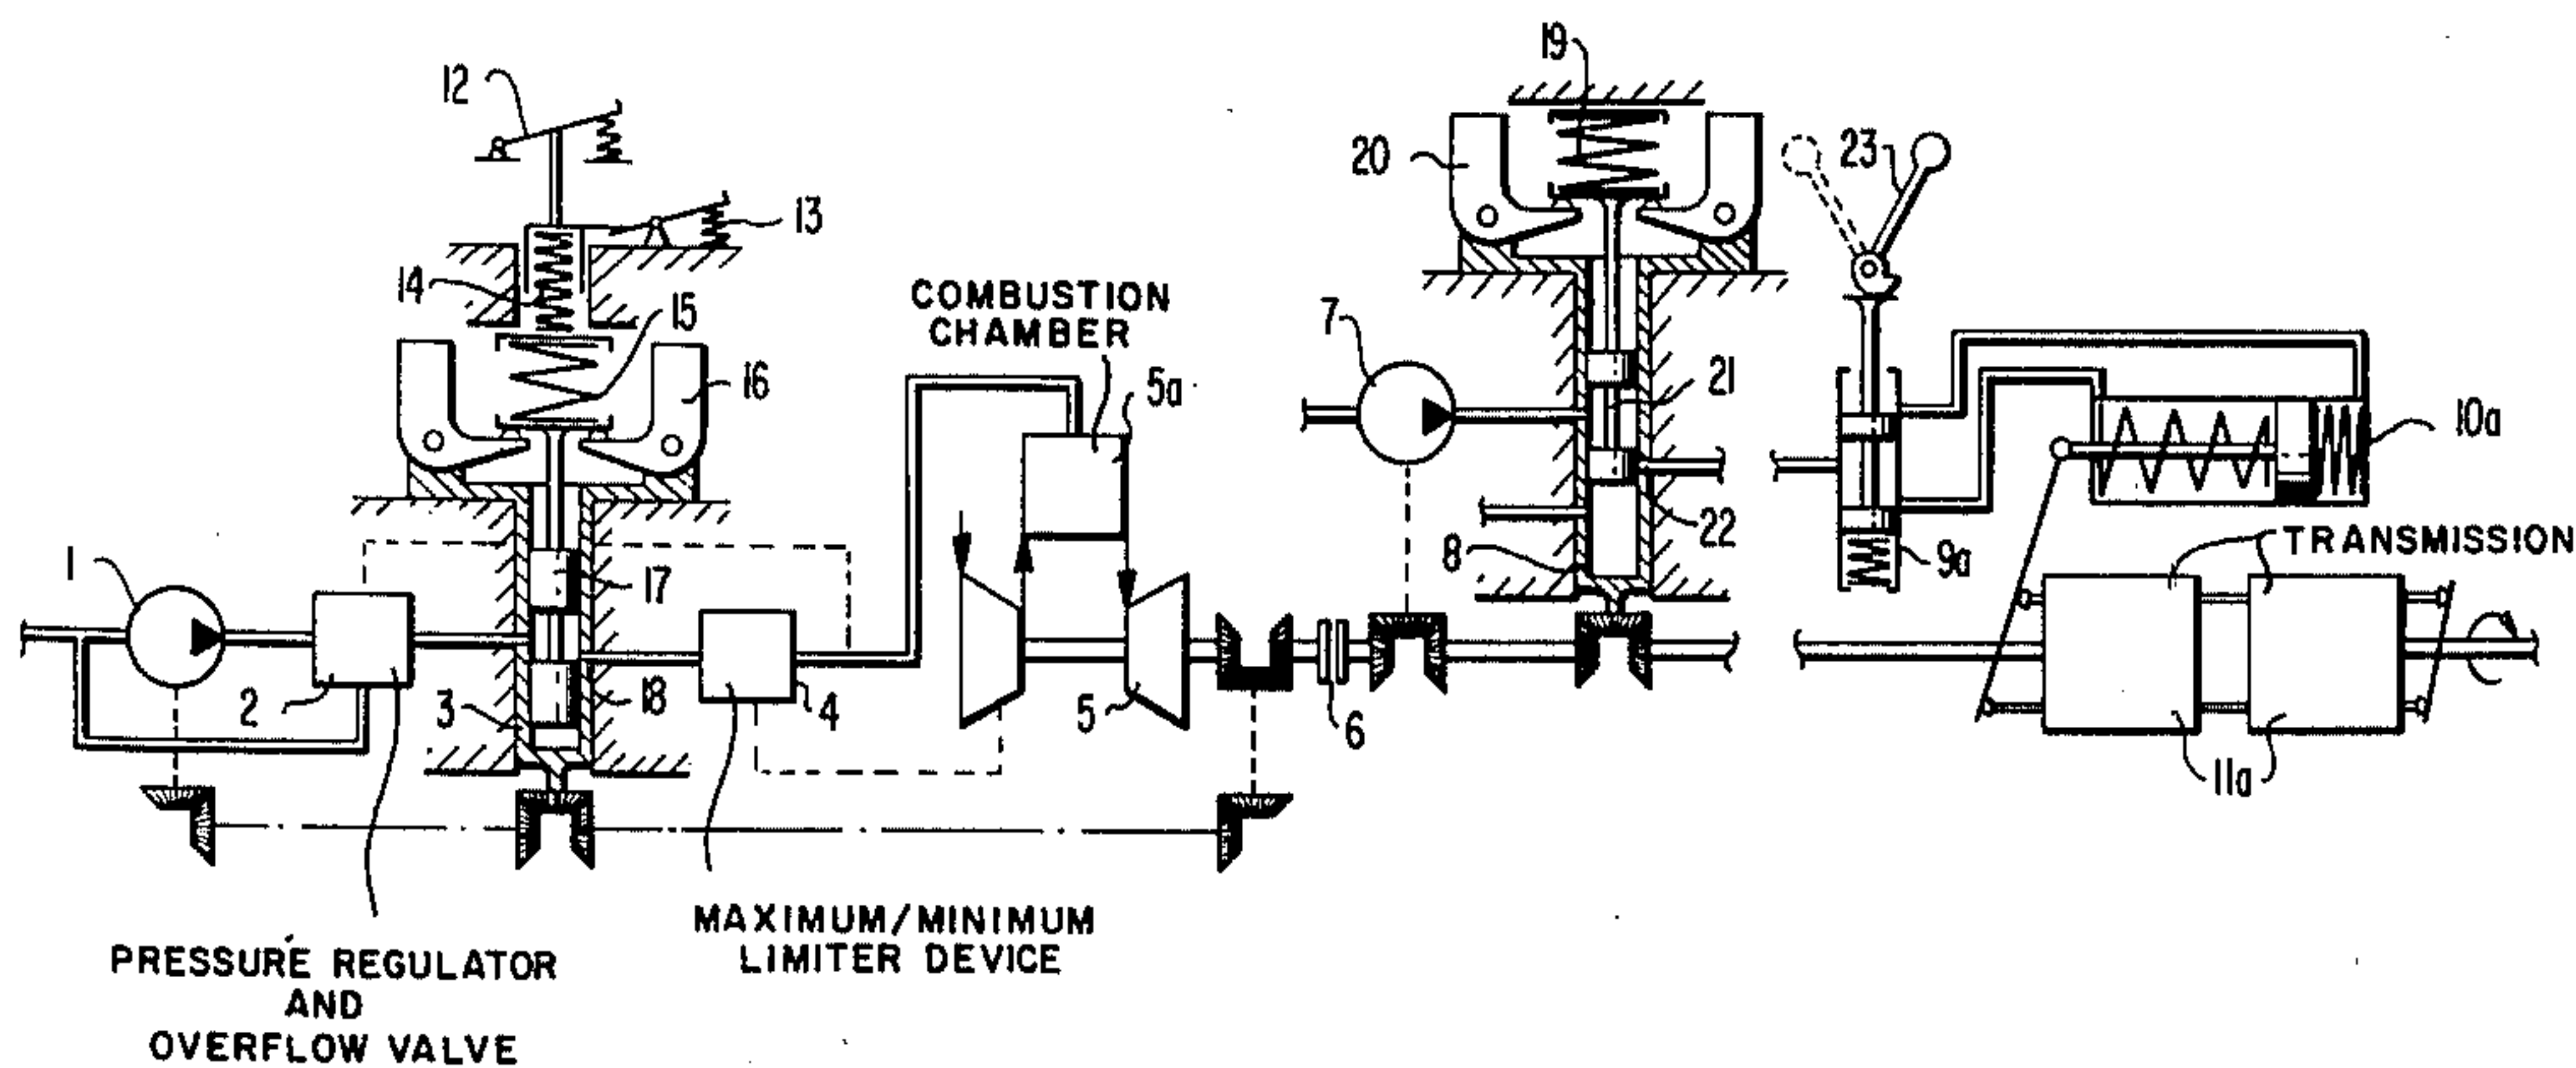 12
13
14
15
16
17
18
1
2
3
4
COMBUSTION
CHAMBER
5a
5
6
7
8
19
20
21
22
23
9a
10a
TRANSMISSION
11a
PRESSURE REGULATOR
AND
OVERFLOW VALVE
MAXIMUM/MINIMUM
LIMITER DEVICE